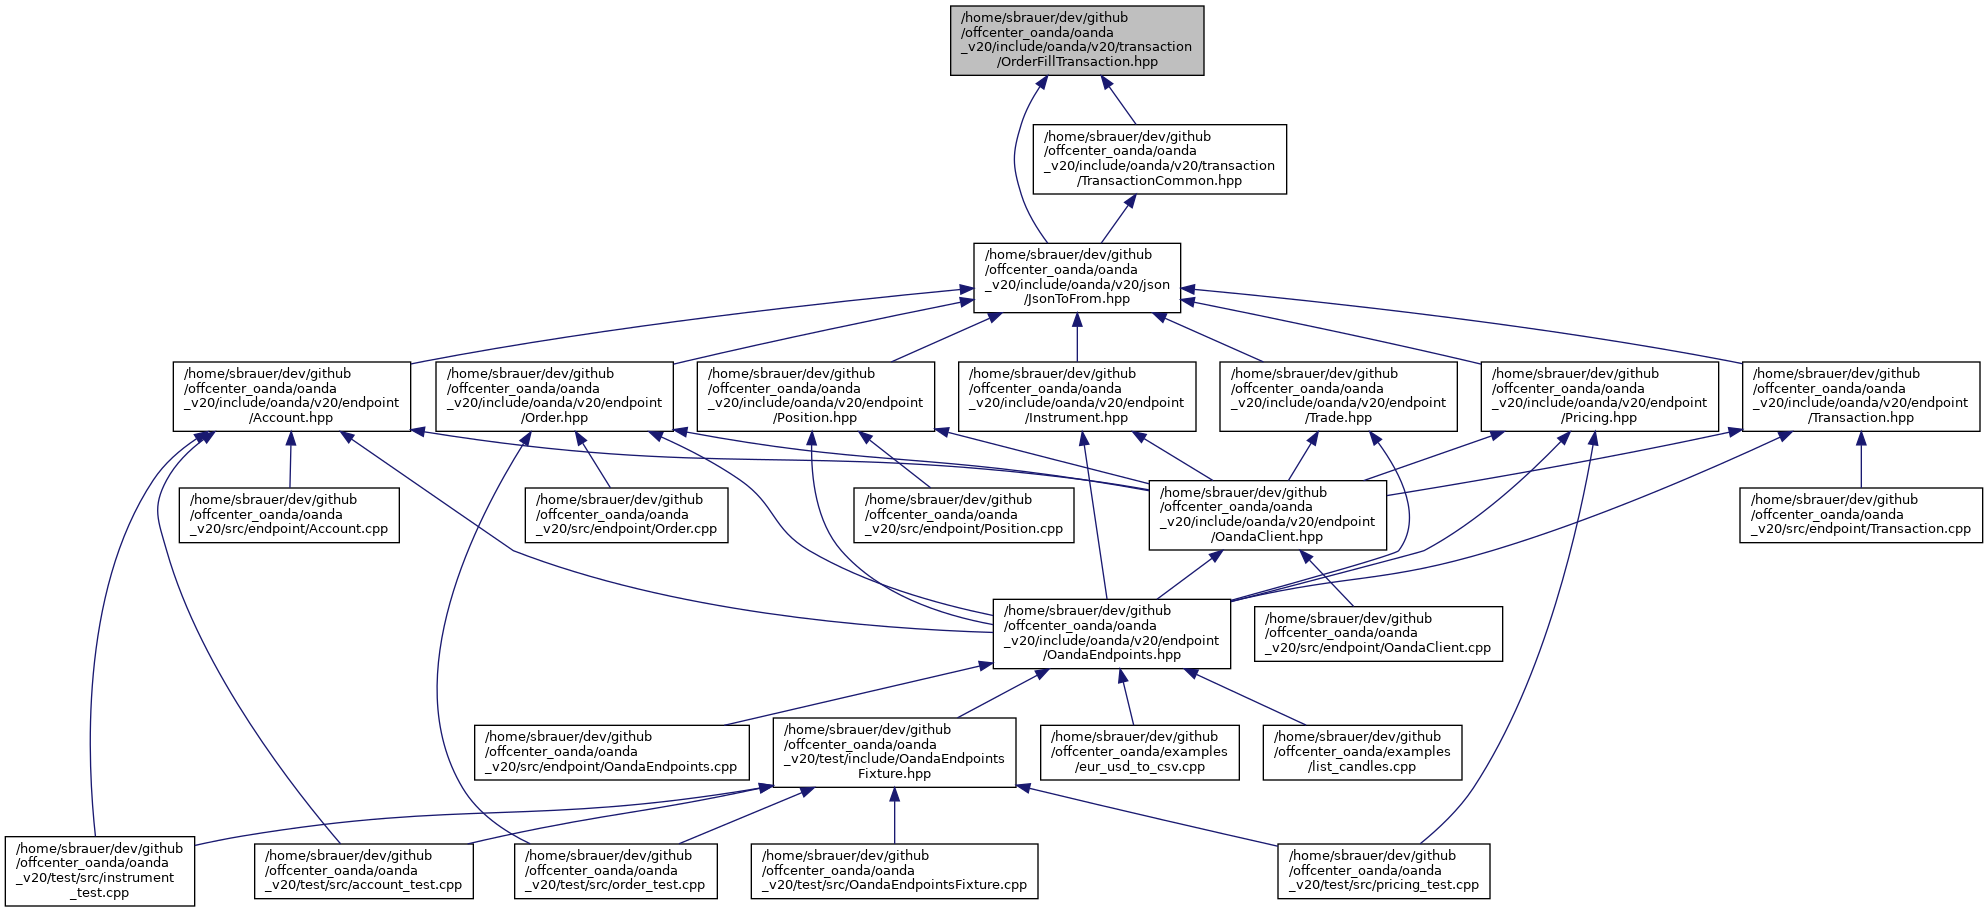 /home/sbrauer/dev/github
/offcenter_oanda/oanda
_v20/include/oanda/v20/transaction
/OrderFillTransaction.hpp
/home/sbrauer/dev/github
/offcenter_oanda/oanda
_v20/include/oanda/v20/transaction
/TransactionCommon.hpp
/home/sbrauer/dev/github
/offcenter_oanda/oanda
_v20/include/oanda/v20/json
/JsonToFrom.hpp
/home/sbrauer/dev/github
/offcenter_oanda/oanda
_v20/include/oanda/v20/endpoint
/Account.hpp
/home/sbrauer/dev/github
/offcenter_oanda/oanda
_v20/include/oanda/v20/endpoint
/Order.hpp
/home/sbrauer/dev/github
/offcenter_oanda/oanda
_v20/include/oanda/v20/endpoint
/Position.hpp
/home/sbrauer/dev/github
/offcenter_oanda/oanda
_v20/include/oanda/v20/endpoint
/Instrument.hpp
/home/sbrauer/dev/github
/offcenter_oanda/oanda
_v20/include/oanda/v20/endpoint
/Trade.hpp
/home/sbrauer/dev/github
/offcenter_oanda/oanda
_v20/include/oanda/v20/endpoint
/Pricing.hpp
/home/sbrauer/dev/github
/offcenter_oanda/oanda
_v20/include/oanda/v20/endpoint
/Transaction.hpp
/home/sbrauer/dev/github
/offcenter_oanda/oanda
_v20/src/endpoint/Account.cpp
/home/sbrauer/dev/github
/offcenter_oanda/oanda
_v20/src/endpoint/Order.cpp
/home/sbrauer/dev/github
/offcenter_oanda/oanda
_v20/src/endpoint/Position.cpp
/home/sbrauer/dev/github
/offcenter_oanda/oanda
_v20/include/oanda/v20/endpoint
/OandaClient.hpp
/home/sbrauer/dev/github
/offcenter_oanda/oanda
_v20/src/endpoint/Transaction.cpp
/home/sbrauer/dev/github
/offcenter_oanda/oanda
_v20/include/oanda/v20/endpoint
/OandaEndpoints.hpp
/home/sbrauer/dev/github
/offcenter_oanda/oanda
_v20/src/endpoint/OandaClient.cpp
/home/sbrauer/dev/github
/offcenter_oanda/oanda
_v20/src/endpoint/OandaEndpoints.cpp
/home/sbrauer/dev/github
/offcenter_oanda/oanda
_v20/test/include/OandaEndpoints
Fixture.hpp
/home/sbrauer/dev/github
/offcenter_oanda/examples
/eur_usd_to_csv.cpp
/home/sbrauer/dev/github
/offcenter_oanda/examples
/list_candles.cpp
/home/sbrauer/dev/github
/offcenter_oanda/oanda
_v20/test/src/instrument
_test.cpp
/home/sbrauer/dev/github
/offcenter_oanda/oanda
_v20/test/src/account_test.cpp
/home/sbrauer/dev/github
/offcenter_oanda/oanda
_v20/test/src/order_test.cpp
/home/sbrauer/dev/github
/offcenter_oanda/oanda
_v20/test/src/OandaEndpointsFixture.cpp
/home/sbrauer/dev/github
/offcenter_oanda/oanda
_v20/test/src/pricing_test.cpp